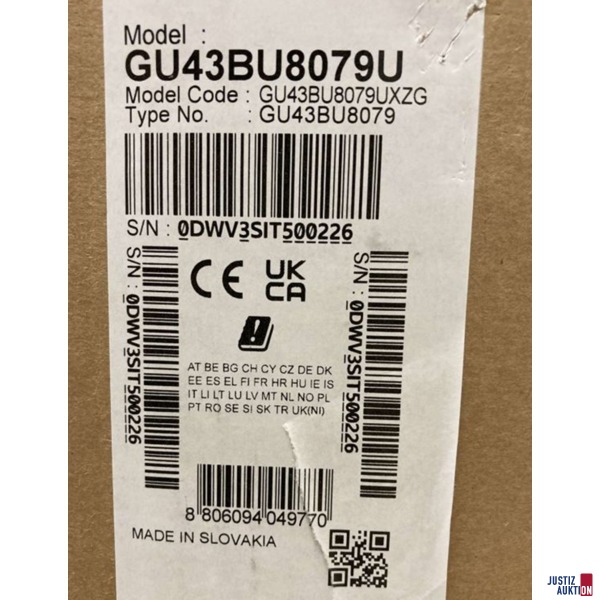 Model :
GU43BU8079U
Model Code : GU43BU8079UXZG
Type No. : GU43BU8079
S/N : 0DWV3SIT500226
S/N : 0DWV3SIT500226
S/N : 0DWV3SIT500226
CE UK
CA
AT BE BG CH CY CZ DE DK
EE ES EL FI FR HR HU IE IS
IT LI LT LU LV MT NL NO PL
PT RO SE SI SK TR UK(NI)
8 806094 049770
MADE IN SLOVAKIA
JUSTIZ
AUKTION